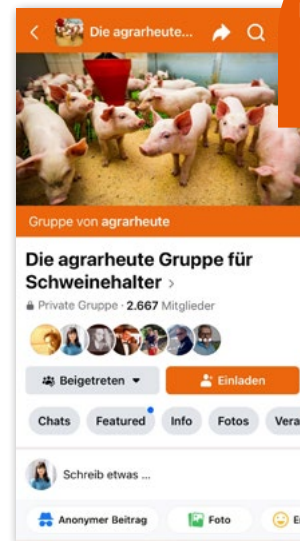 Die agrarheute...
Gruppe von agrarheute
Die agrarheute Gruppe für
Schweinehalter >
Private Gruppe · 2.667 Mitglieder
Beigetreten
Einladen
Chats Featured Info Fotos Vera
Schreib etwas ...
Anonymer Beitrag Foto E